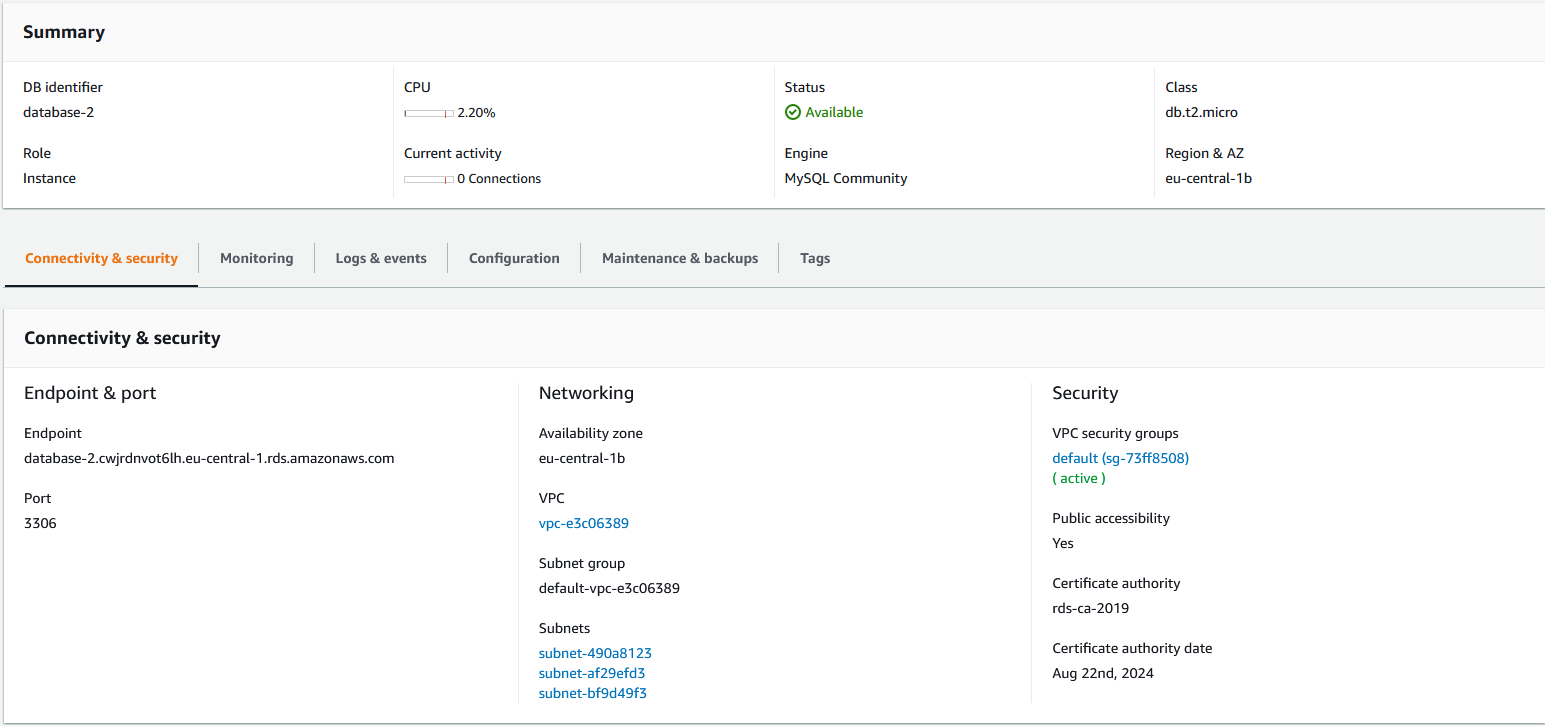 Summary
DB identifier
database-2
CPU
2.20%
Status
Available
Class
db.t2.micro
Role
Instance
Current activity
0 Connections
Engine
MySQL Community
Region & AZ
eu-central-1b
Connectivity & security
Monitoring
Logs & events
Configuration
Maintenance & backups
Tags
Connectivity & security
Endpoint & port
Endpoint
database-2.cwjrdnvot6lh.eu-central-1.rds.amazonaws.com
Port
3306
Networking
Availability zone
eu-central-1b
VPC
vpc-e3c06389
Subnet group
default-vpc-e3c06389
Subnets
subnet-490a8123
subnet-af29efd3
subnet-bf9d49f3
Security
VPC security groups
default (sg-73ff8508)
( active )
Public accessibility
Yes
Certificate authority
rds-ca-2019
Certificate authority date
Aug 22nd, 2024